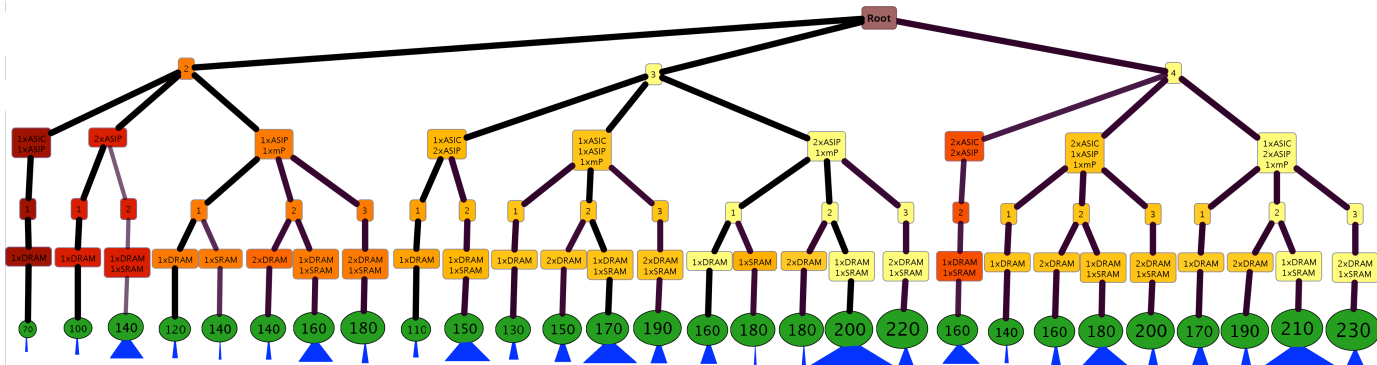 Root
2
3
4
1xASIC
1xASIP
2xASIP
1xASIP
1xmP
1xASIC
2xASIP
1xASIC
1xASIP
1xmP
2xASIP
1xmP
2xASIC
2xASIP
2xASIC
1xASIP
1xmP
1xASIC
2xASIP
1xmP
1
1
2
1
2
3
1
2
1
2
3
1
2
3
2
1
2
3
1
2
3
1xDRAM
1xDRAM
1xDRAM
1xSRAM
1xDRAM
1xSRAM
2xDRAM
1xDRAM
1xSRAM
2xDRAM
1xSRAM
1xDRAM
1xDRAM
1xSRAM
1xDRAM
2xDRAM
1xDRAM
1xSRAM
2xDRAM
1xSRAM
1xDRAM
1xSRAM
2xDRAM
1xDRAM
1xSRAM
2xDRAM
1xSRAM
1xDRAM
1xSRAM
1xDRAM
2xDRAM
1xDRAM
1xSRAM
2xDRAM
1xSRAM
1xDRAM
2xDRAM
1xDRAM
1xSRAM
2xDRAM
1xSRAM
70
100
140
120
140
140
160
180
110
150
130
150
170
190
160
180
180
200
220
160
140
160
180
200
170
190
210
230